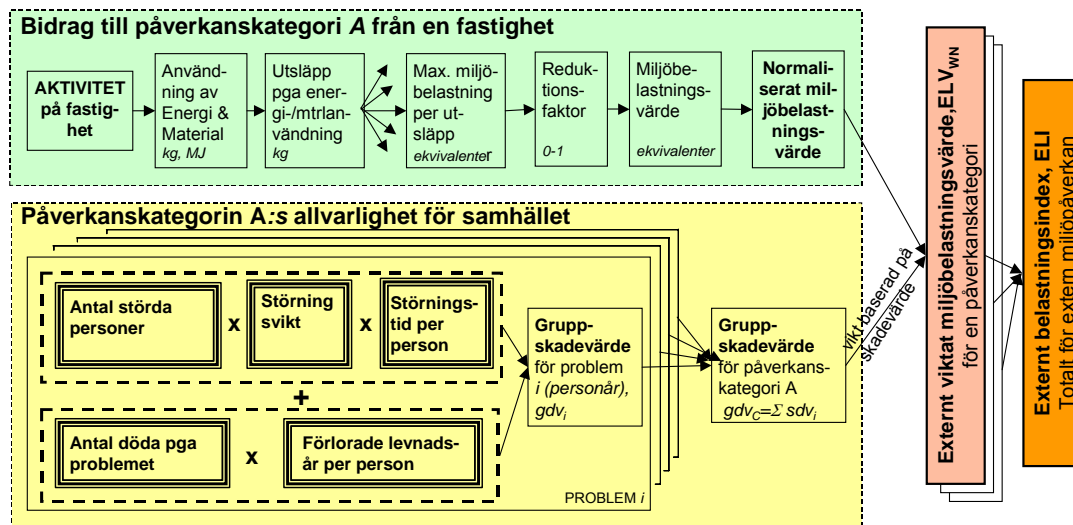 Bidrag till påverkanskategori A från en fastighet
AKTIVITET
på fastig-
het
Använd-
ning av
Energi &
Material
kg, MJ
Utsläpp
pga ener-
gi-/mtrlan-
vändning
kg
Max. miljö-
belastning
per ut-
släpp
ekvivalenter
Reduk-
tions-
faktor
0-1
Miljöbe-
lastnings-
värde
ekvivalenter
Normali-
serat mil-
jöbelast-
nings-
värde
Påverkanskategorin A:s allvarlighet för samhället
Antal störda
personer
x
Störning
svikt
x
Störnings-
tid per
person
+
Antal döda pga
problemet
x
Förlorade levnads-
år per person
Grupp-
skadevärde
för problem
i (personår),
gdvi
PROBLEM i
Grupp-
skadevärde
för påverkans-
kategori A
gdvC=Σ sdvi
vikt baserad på
skadevärde
Externt viktat miljöbelastningsvärde,ELVWN
för en påverkanskategori
Externt belastningsindex, ELI
Totalt för extern miljöpåverkan